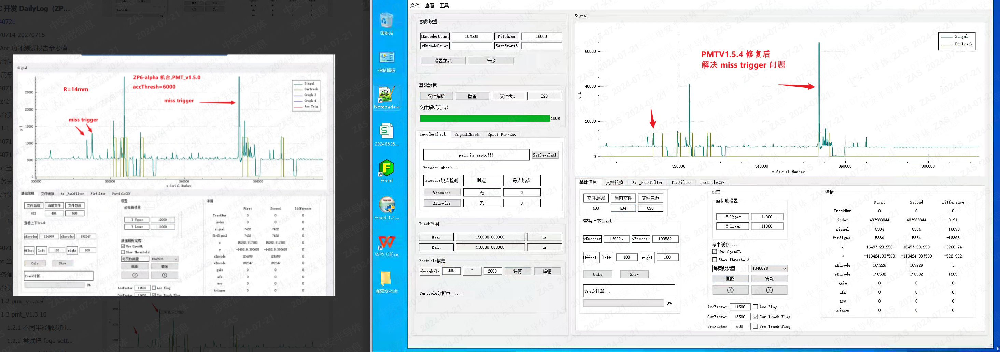 C 开发 DailyLog（ZP...
40721
70714-20270715
Acc 功能测试报告参考模...
1.2 pmt_V1.3.9
1.3 pmt_V1.3.10
1.2.1 不同半径触发时...
1.2.2 尝试把 fpga sett...
Signal
R=14mm
ZP6-alpha 机台,PMT_v1.5.0
accThresh=6000
miss trigger
miss trigger
Singal
CurTrack
Graph 3
Graph 4
Acc Trig
25000
20000
15000
10000
5000
0
y I
300000 320000 340000 360000
x Serial Number
基础信息 文件转换 Az _RankFilter FirFilter ParticleCSV
文件后缀 当前文件 文件总数
483 484 528
查看上下Track
xEncoder 124999 wEncoder 192347
Offset left 100 right 100
Calc Show
Track计算...
0%
设置
坐标轴设置
Y Upper 12000
Y Lower 11000
数据解析完成!
Use OpenGL
Show Threshold
每页数据量 1048576
画图 清除
AccFactor 11500 Acc Flag
CurFactor 11600 Cur Track Flag
详情
First Second Difference
TrackNum 0 0 0
index 0 0 0
signal 7432 7432 0
firSignal 7432 7432 0
x 15292.817383 15292.817383 0
y -149218.390625 -149218.390625 0
xEncode 124999 124999 0
wEncode 192347 192347 0
gain 0 0 0
afs 0 0 0
acc 0 0 0
trigger 0 0 0
回收站
控制面板
Notepad++
20240626...
Frhed
Frhed-1.7....
WPS Office
新建文件夹
文件 查看 工具
参数设置
XEncoderCount 187500 Pitch/um 160.0
xEncodeStrat ScanStartR
设置参数 清除
基础数据
文件解析 重置 文件数: 528
文件解析完成!
100%
EncoderCheck SignalCheck Split Fir/Raw
path is empty!!! SetSavePath
Encoder check...
Encoder跳点检测 跳点 最大跳点
WEncoder 无 0
XEncoder 无 0
Track范围
Rmax 150000.000000 um
Rmin 110000.000000 um
Particle信息
threshold 300 ~ 2000 计算 详情
Particle分析中......
Signal
PMTV1.5.4 修复后
解决 miss trigger 问题
Singal
CurTrack
60000
40000
20000
0
y I
320000 340000 360000 380000
x Serial Number
基础信息 文件转换 Az _RankFilter FirFilter ParticleCSV
文件后缀 当前文件 文件总数
483 484 528
查看上下Track
xEncoder 169226 wEncoder 190582
Offset left 100 right 100
Calc Show
Track计算...
0%
设置
坐标轴设置
Y Upper 14000
Y Lower 11000
命中缓存.....
Use OpenGL
Show Threshold
每页数据量 1048576
画图 清除
AccFactor 11500 Acc Flag
CurFactor 13500 Cur Track Flag
PreFactor 600 Pre Track Flag
详情
First Second Difference
TrackNum 0 0 0
index 487983844 487983844 9191
signal 5384 5384 -18893
firSignal 5384 5384 -18893
x 16497.281250 16497.281250 -3268.74
y -113424.937500 -113424.937500 -522.922
xEncode 169226 169226 1
wEncode 190582 190582 1205
gain 0 0 0
afs 0 0 0
acc 0 0 0
trigger 0 0 0
中安半导体 ZAS 2024-07-21
涉密信息